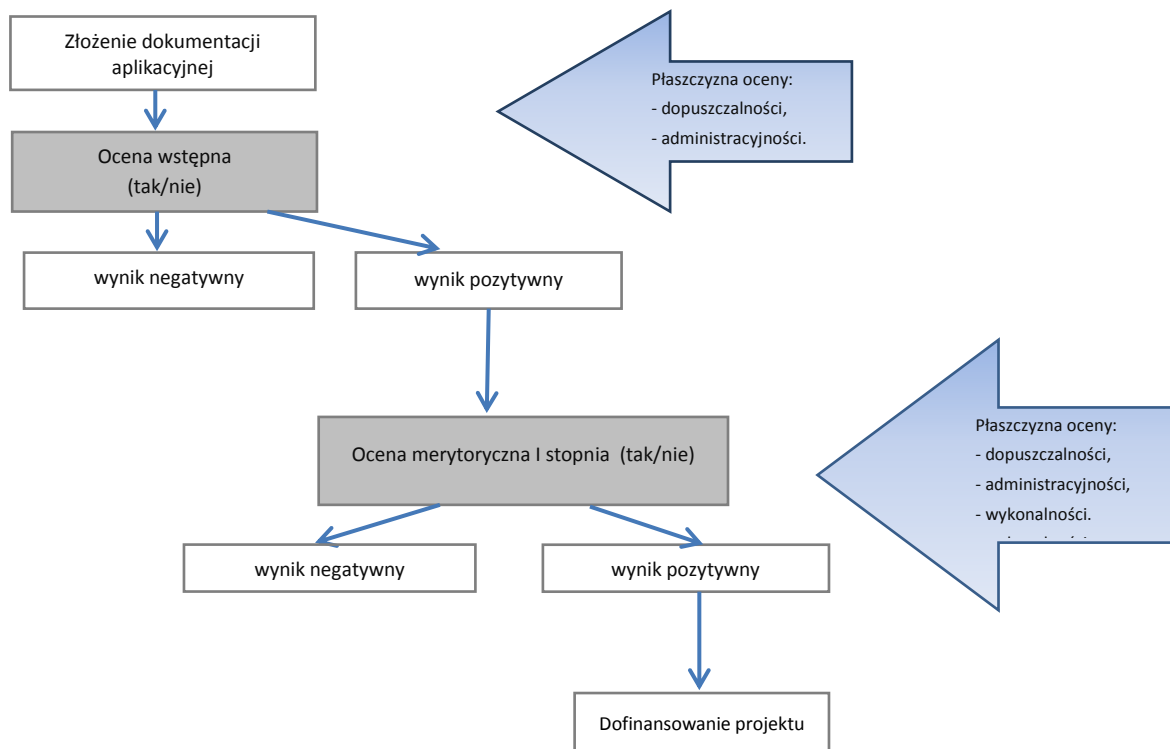 Złożenie dokumentacji
aplikacyjnej
Płaszczyzna oceny:
- dopuszczalności,
- administracyjności.
Ocena wstępna
(tak/nie)
wynik negatywny
wynik pozytywny
Ocena merytoryczna I stopnia (tak/nie)
Płaszyzna oceny:
- dopuszczalności,
- administracyjności,
- wykonalności.
wynik negatywny
wynik pozytywny
Dofinansowanie projektu